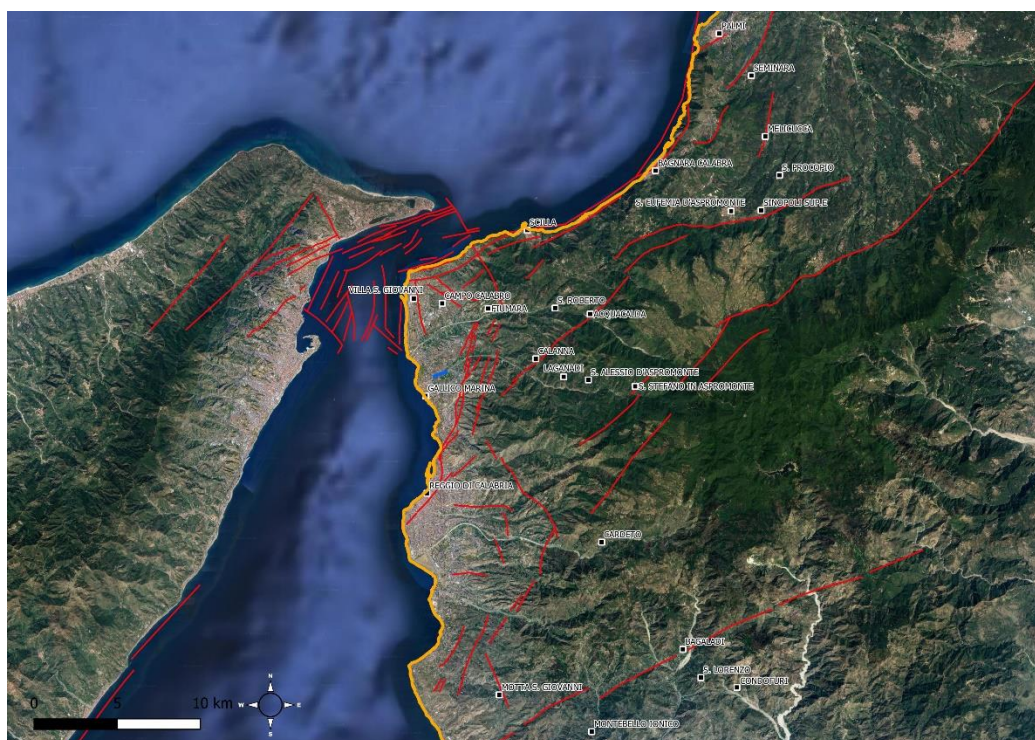 PALMI
SEMINARA
MELICUCCA
BAGNARA CALABRA
S. PROCOPIO
S. EUFEMIA D'ASPROMONTE
SINOPOLI SUP.E
SCILLA
VILLA S. GIOVANNI
CAMPO CALABRO
FIUMARA
S. ROBERTO
ACQUACALDA
CALANNA
LAGANADI
S. ALESSIO D'ASPROMONTE
S. STEFANO IN ASPROMONTE
GALLICO MARINA
REGGIO DI CALABRIA
CARDETO
BAGALADI
S. LORENZO
CONDOFURI
MOTTA S. GIOVANNI
MONTEBELLO JONICO
0 5 10 km
N
W E
S